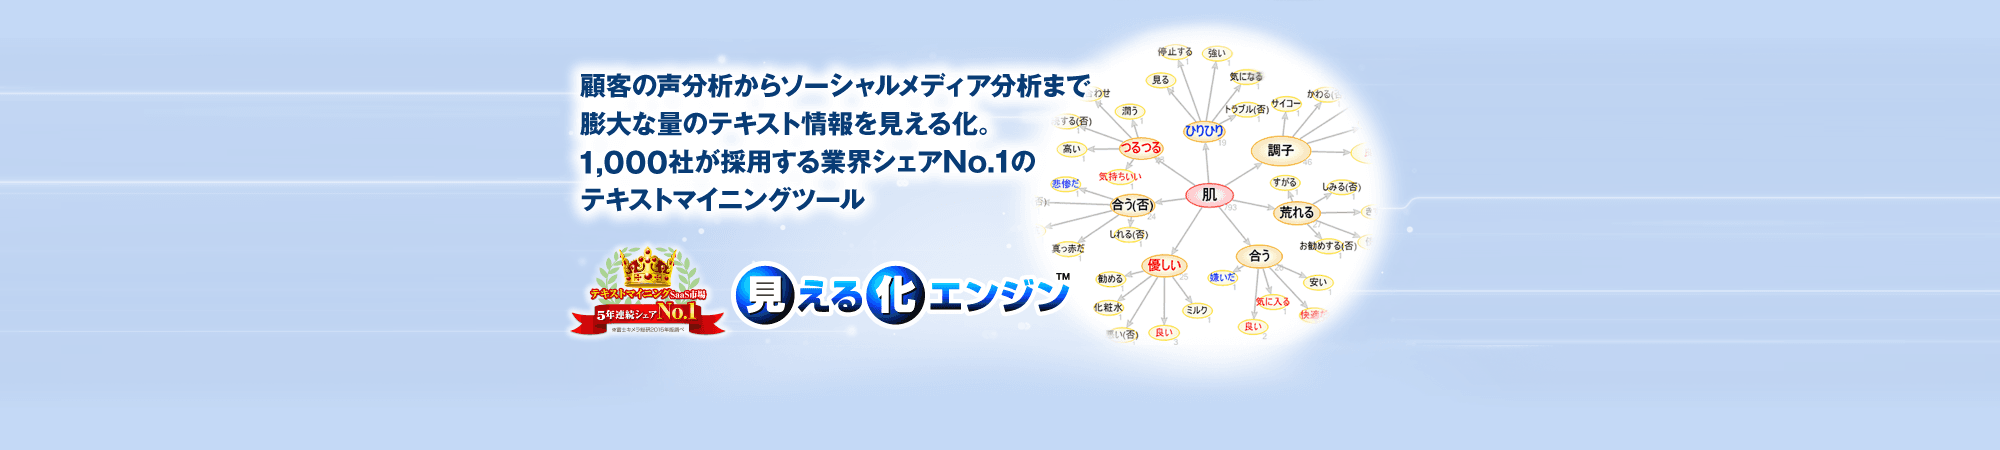 顧客の声分析からソーシャルメディア分析まで
膨大な量のテキスト情報を見える化。
1,000社が採用する業界シェアNo.1の
テキストマイニングツール
テキストマイニングSaaS市場
5年連続シェアNo.1
見える化エンジン™
停止する
強い
見る
気になる
わせ
潤う
トラブル(否)
サイコー
かわる(否
する(否)
ひりひり
19
高い
つるつる
調子
46
気持ちいい
悲惨だ
肌
793
すがる
しみる(否)
合う(否)
24
荒れる
しれる(否)
真っ赤だ
お勧めする(否)
優しい
25
合う
勧める
嫌いだ
安い
化粧水
ミルク
気に入る
快適だ
い(否)
良い
3
良い
2